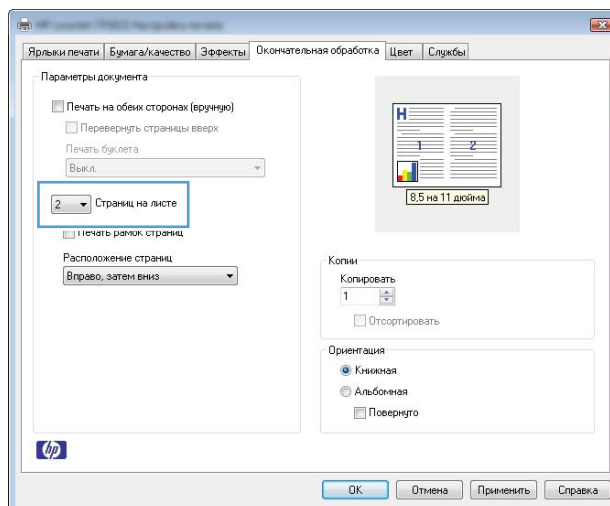 Ярлыки печати Бумага/качество Эффекты Окончательная обработка Цвет Службы
Параметры документа
Печать на обеих сторонах (вручную)
Перевернуть страницы вверх
Печать буклета
Выкл.
2 Страниц на листе
Печать рамок страниц
Расположение страниц
Вправо, затем вниз
H
1 2
8,5 на 11 дюйма
Копии
Копировать
1
Отсортировать
Ориентация
Книжная
Альбомная
Повернуто
hp
OK Отмена Применить Справка